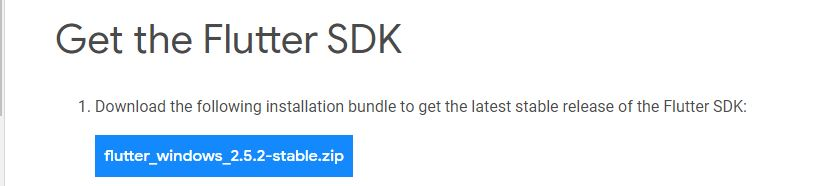 Get the Flutter SDK
1. Download the following installation bundle to get the latest stable release of the Flutter SDK:
flutter_windows_2.5.2-stable.zip